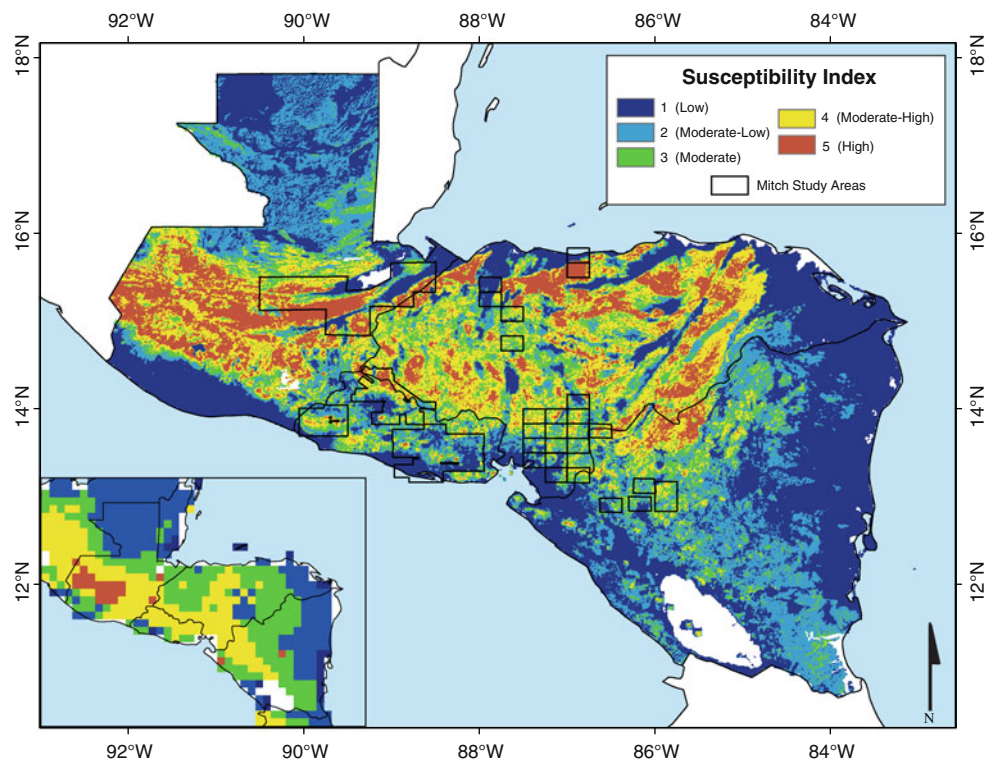 92°W 90°W 88°W 86°W 84°W
18°N 18°N
Susceptibility Index
1 (Low)
2 (Moderate-Low)
3 (Moderate)
4 (Moderate-High)
5 (High)
Mitch Study Areas
16°N 16°N
14°N 14°N
12°N 12°N
N
92°W 90°W 88°W 86°W 84°W